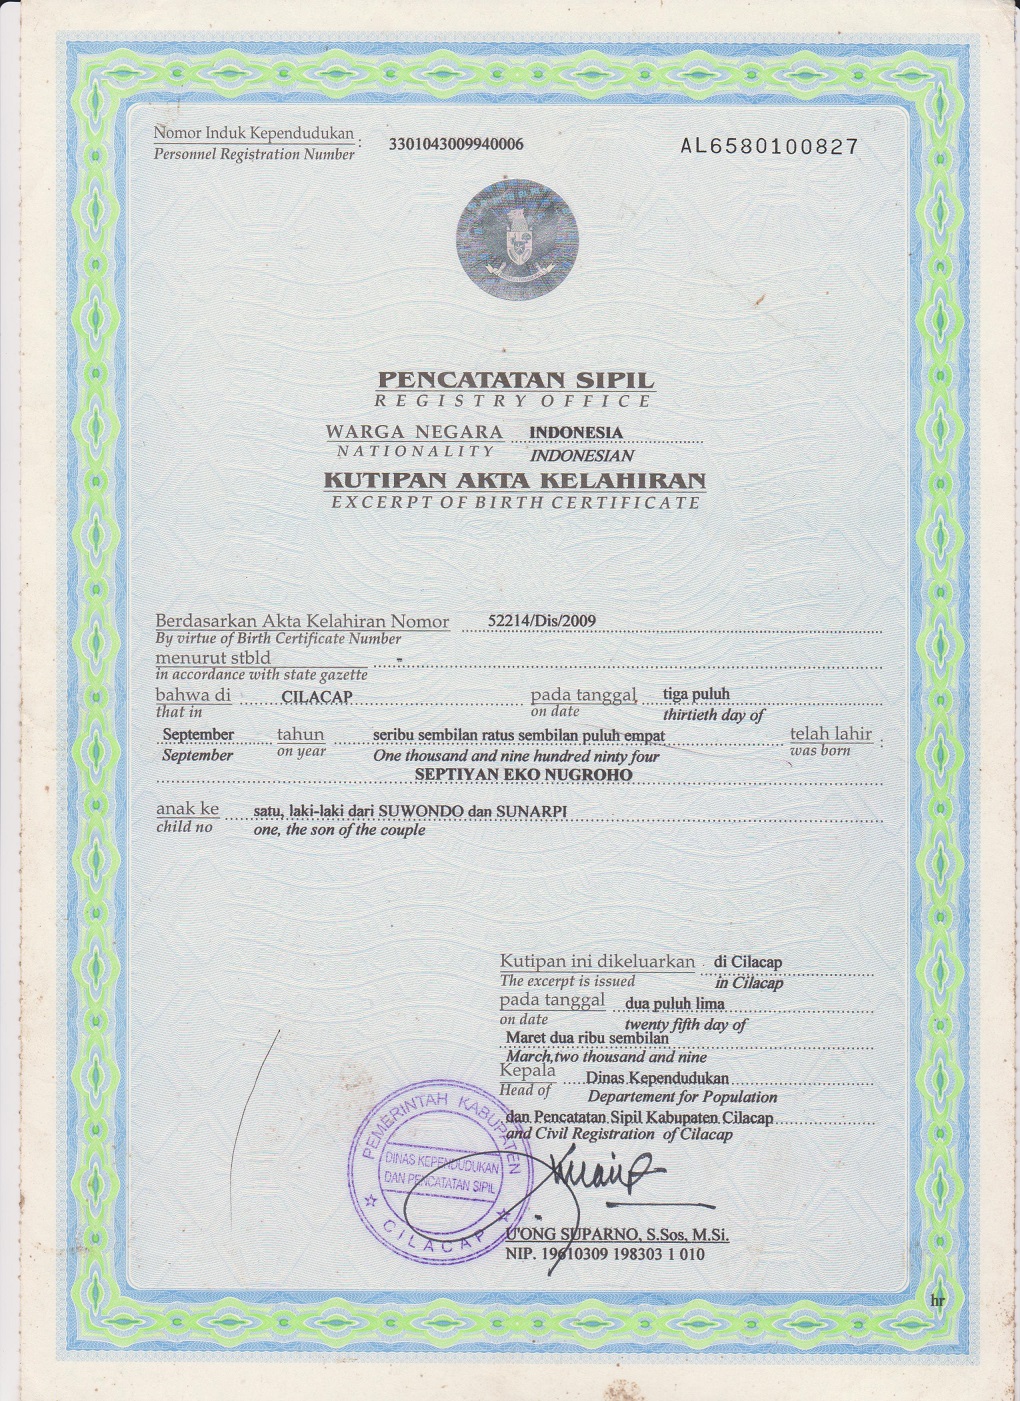 Nomor Induk Kependudukan : 3301043009940006 AL6580100827
Personnel Registration Number
PENCATATAN SIPIL
REGISTRY OFFICE
WARGA NEGARA INDONESIA
NATIONALITY INDONESIAN
KUTIPAN AKTA KELAHIRAN
EXCERPT OF BIRTH CERTIFICATE
Berdasarkan Akta Kelahiran Nomor 52214/Dis/2009
By virtue of Birth Certificate Number
menurut stbld -
in accordance with state gazette
bahwa di CILACAP pada tanggal tiga puluh
that in on date thirtieth day of
September tahun seribu sembilan ratus sembilan puluh empat telah lahir :
September on year One thousand and nine hundred ninty four was born
SEPTIYAN EKO NUGROHO
anak ke satu, laki-laki dari SUWONDO dan SUNARPI
child no one, the son of the couple
Kutipan ini dikeluarkan di Cilacap
The excerpt is issued in Cilacap
pada tanggal dua puluh lima
on date twenty fifth day of
Maret dua ribu sembilan
March,two thousand and nine
Kepala Dinas Kependudukan
Head of Departement for Population
dan Pencatatan Sipil Kabupaten Cilacap
and Civil Registration of Cilacap
PEMERINTAH KABUPATEN
DINAS KEPENDUDUKAN
DAN PENCATATAN SIPIL
CILACAP
U'ONG SUPARNO, S.Sos, M.Si.
NIP. 19610309 198303 1 010
hr